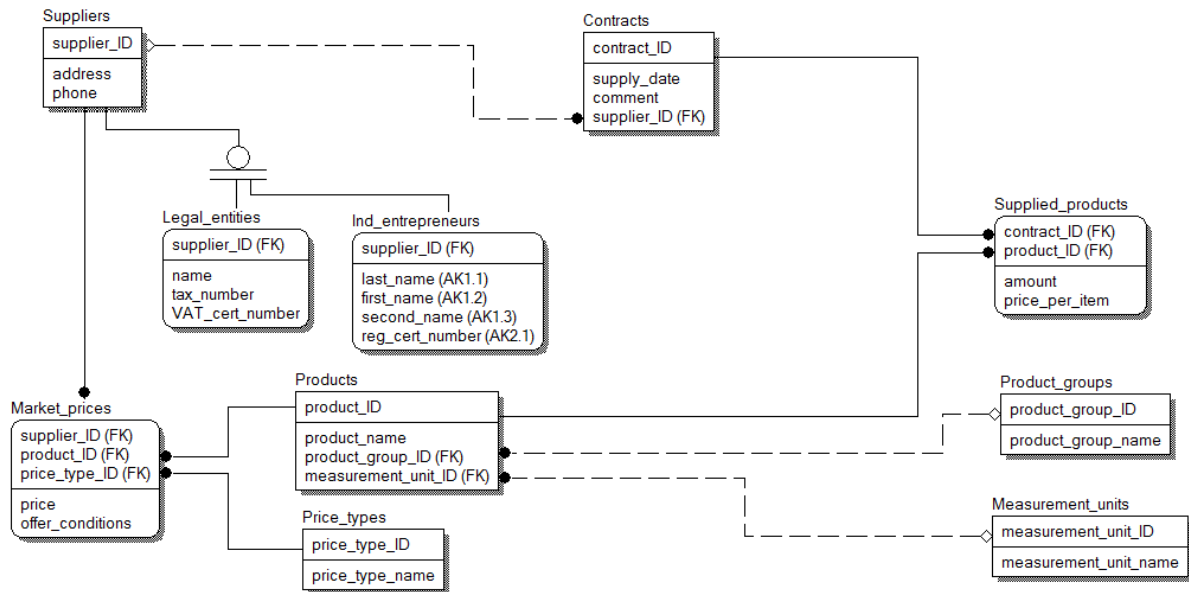 Suppliers
supplier_ID
address
phone
Contracts
contract_ID
supply_date
comment
supplier_ID (FK)
Legal_entities
supplier_ID (FK)
name
tax_number
VAT_cert_number
Ind_entrepreneurs
supplier_ID (FK)
last_name (AK1.1)
first_name (AK1.2)
second_name (AK1.3)
reg_cert_number (AK2.1)
Supplied_products
contract_ID (FK)
product_ID (FK)
amount
price_per_item
Market_prices
supplier_ID (FK)
product_ID (FK)
price_type_ID (FK)
price
offer_conditions
Products
product_ID
product_name
product_group_ID (FK)
measurement_unit_ID (FK)
Product_groups
product_group_ID
product_group_name
Price_types
price_type_ID
price_type_name
Measurement_units
measurement_unit_ID
measurement_unit_name